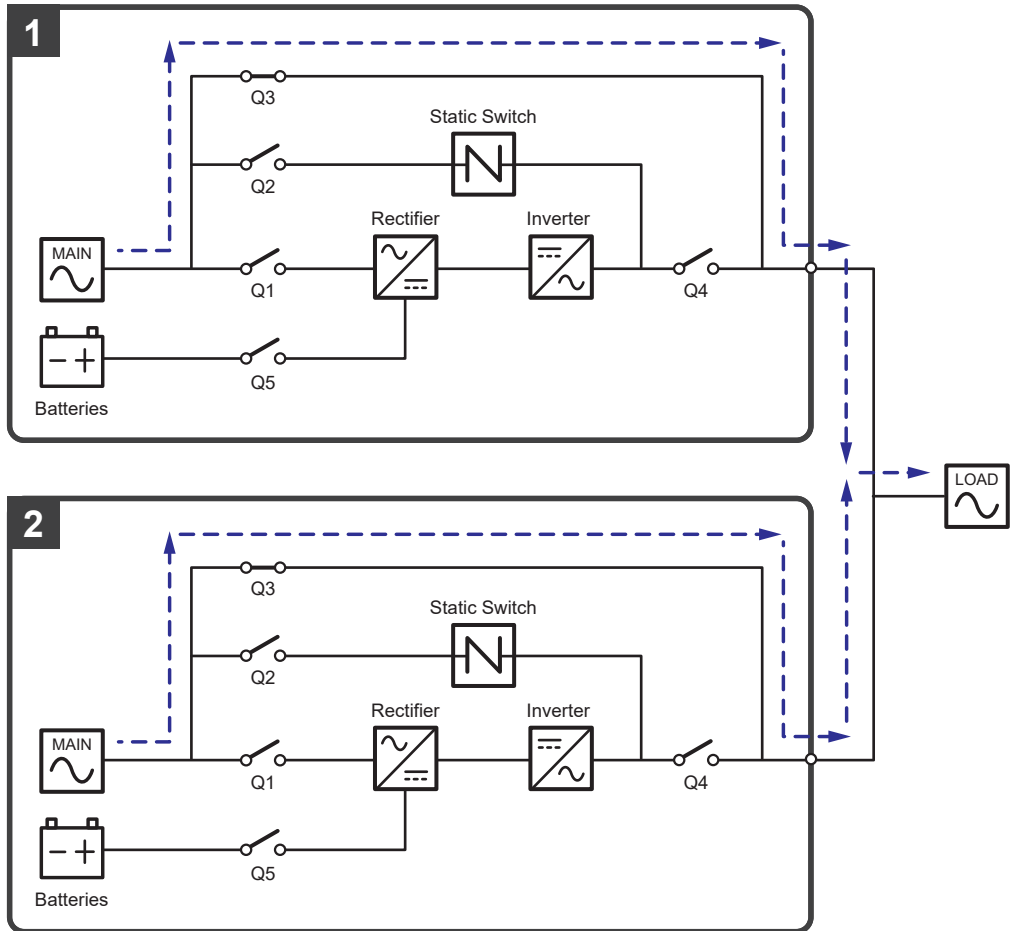 1
Q3
Static Switch
Q2
Rectifier
Inverter
MAIN
Q1
Q4
Q5
Batteries
LOAD
2
Q3
Static Switch
Q2
Rectifier
Inverter
MAIN
Q1
Q4
Q5
Batteries